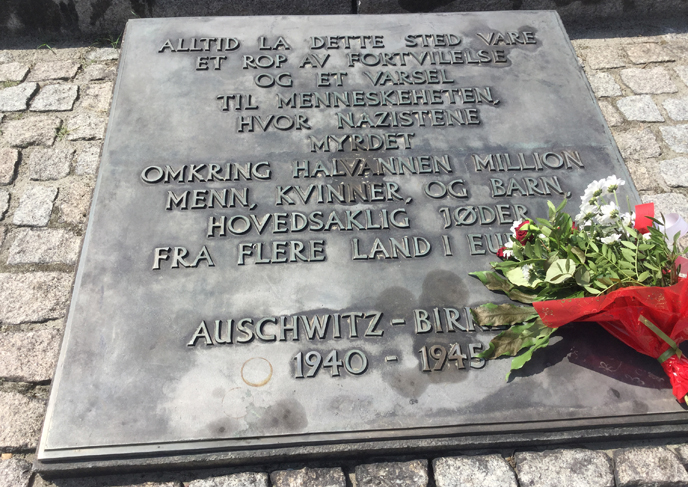 ALLTID LA DETTE STED VÆRE
ET ROP AV FORTVILELSE
OG ET VARSEL
TIL MENNESKEHETEN,
HVOR NAZISTENE
MYRDET
OMKRING HALVANNEN MILLION
MENN, KVINNER, OG BARN,
HOVEDSAKLIG JØDER
FRA FLERE LAND I
AUSCHWITZ -
1940 - 1945